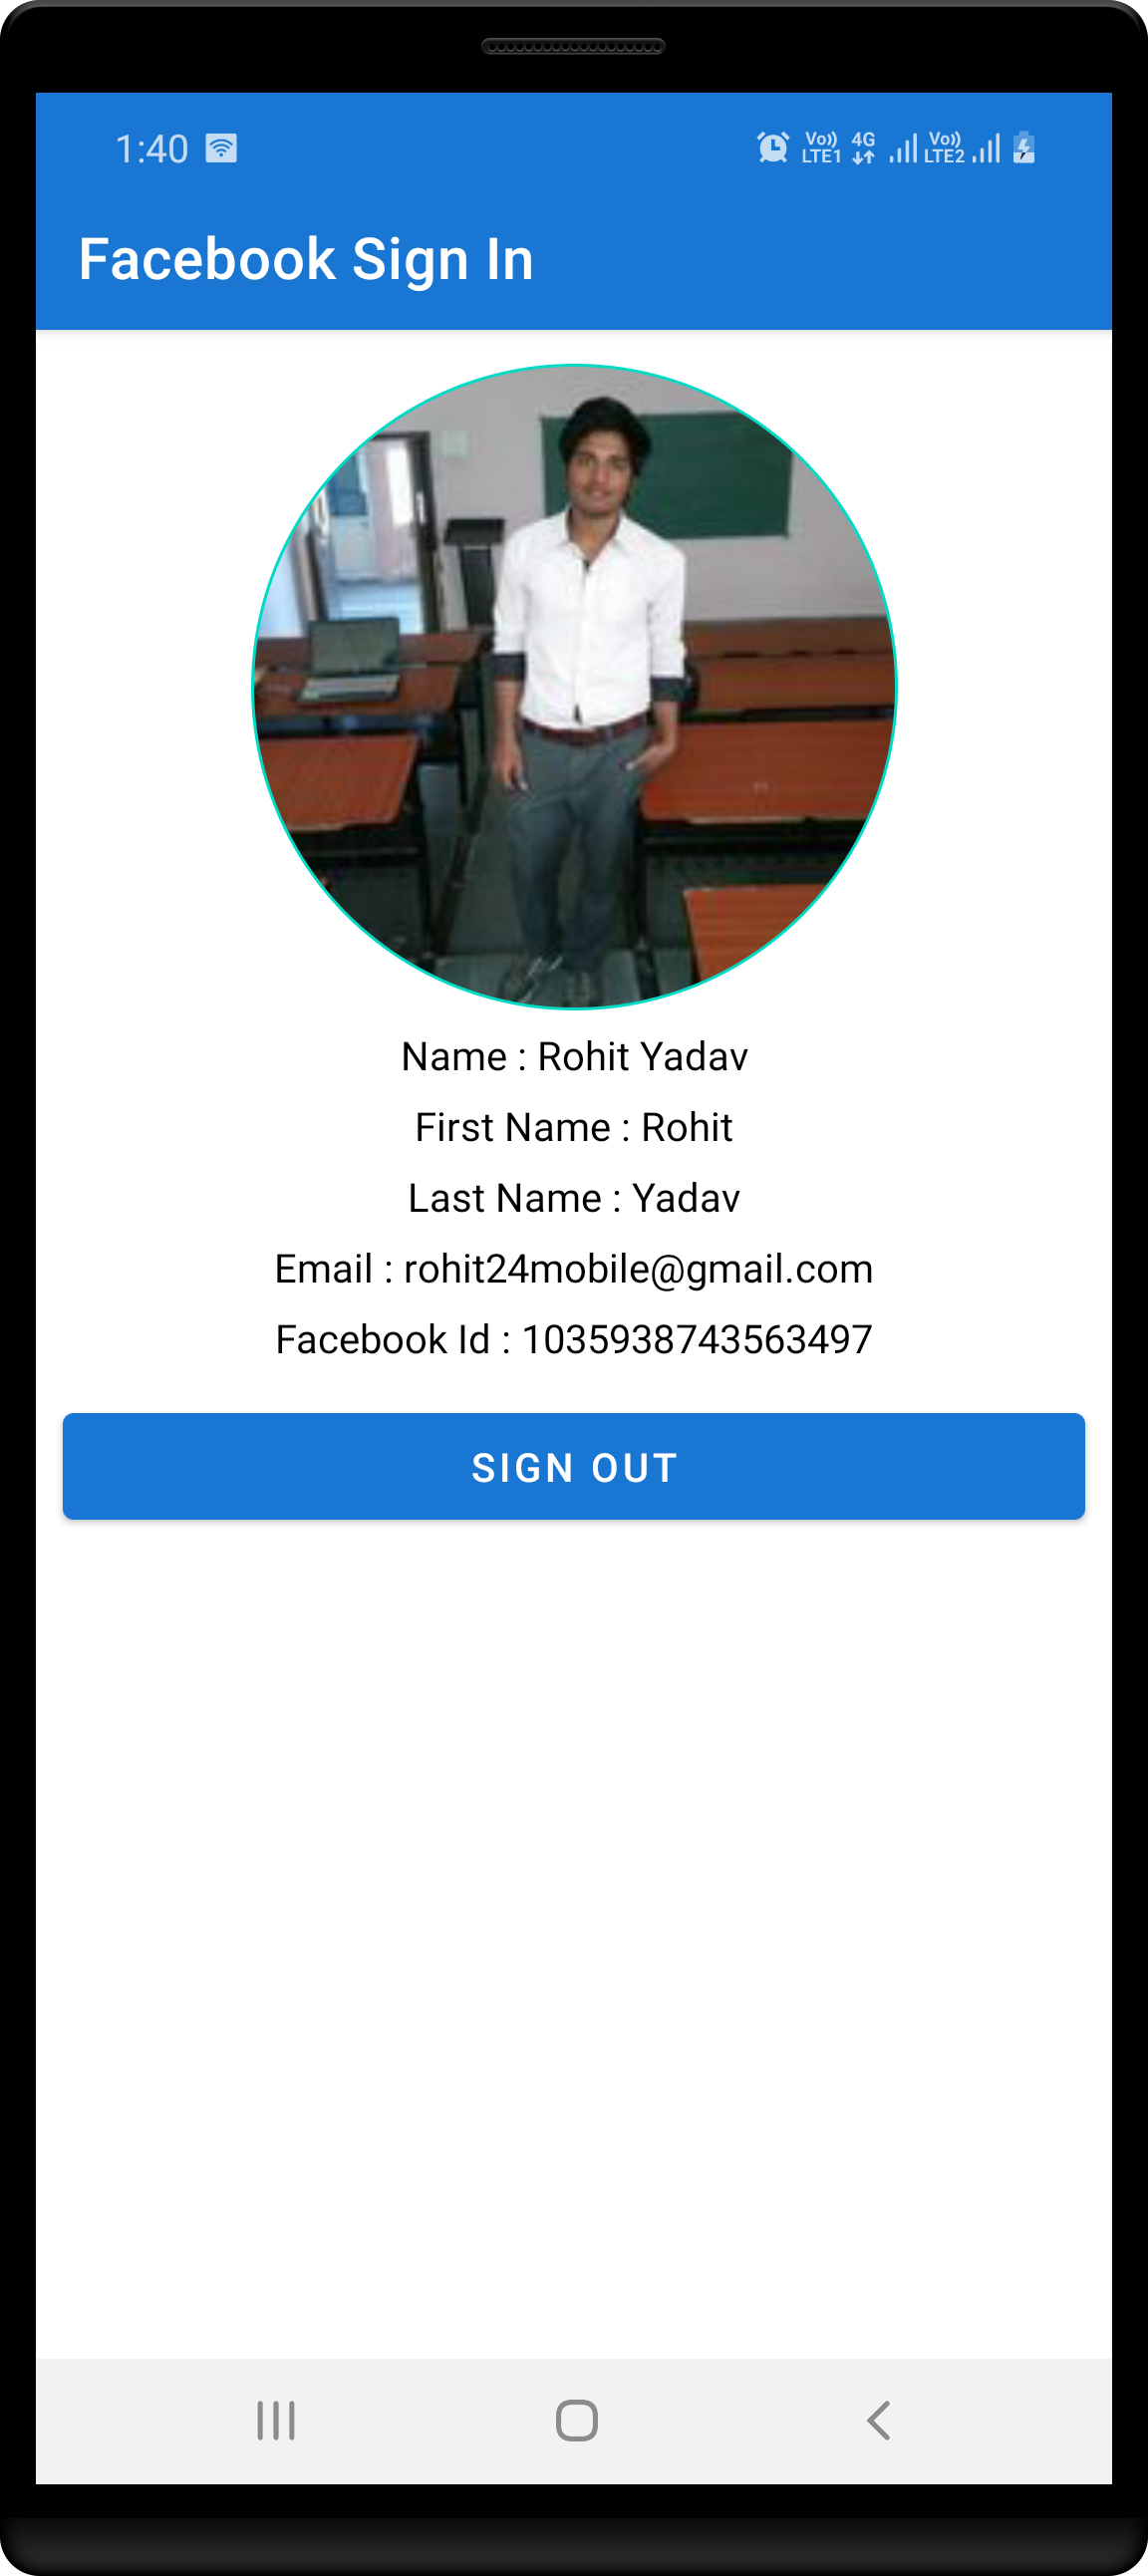 1:40 Vo)) LTE1 4G Vo)) LTE2
Facebook Sign In
Name : Rohit Yadav
First Name : Rohit
Last Name : Yadav
Email : rohit24mobile@gmail.com
Facebook Id : 1035938743563497
SIGN OUT